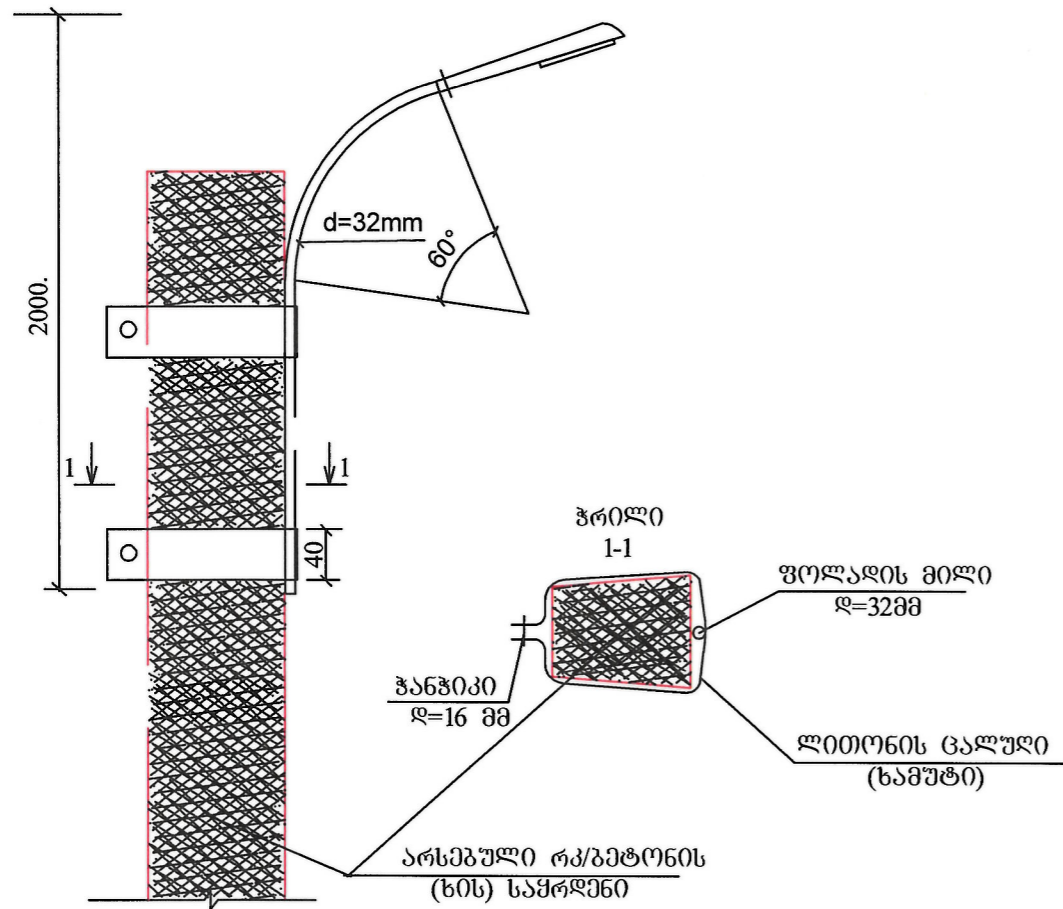 d=32mm
60°
2000.
1
1
40
ჭრილი
1-1
ფოლადის მილი
დ=32მმ
ჭანჭიკი
დ=16 მმ
ლითონის ცალუღი
(ხამუტი)
არსებული რკ/ბეტონის
(ხის) საყრდენი